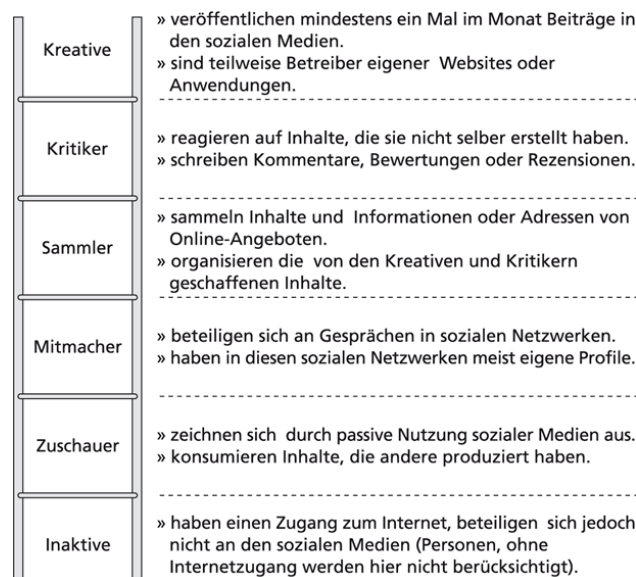 Kreative
» veröffentlichen mindestens ein Mal im Monat Beiträge in
den sozialen Medien.
» sind teilweise Betreiber eigener Websites oder
Anwendungen.
Kritiker
» reagieren auf Inhalte, die sie nicht selber erstellt haben.
» schreiben Kommentare, Bewertungen oder Rezensionen.
Sammler
» sammeln Inhalte und Informationen oder Adressen von
Online-Angeboten.
» organisieren die von den Kreativen und Kritikern
geschaffenen Inhalte.
Mitmacher
» beteiligen sich an Gesprächen in sozialen Netzwerken.
» haben in diesen sozialen Netzwerken meist eigene Profile.
Zuschauer
» zeichnen sich durch passive Nutzung sozialer Medien aus.
» konsumieren Inhalte, die andere produziert haben.
Inaktive
» haben einen Zugang zum Internet, beteiligen sich jedoch
nicht an den sozialen Medien (Personen, ohne
Internetzugang werden hier nicht berücksichtigt).